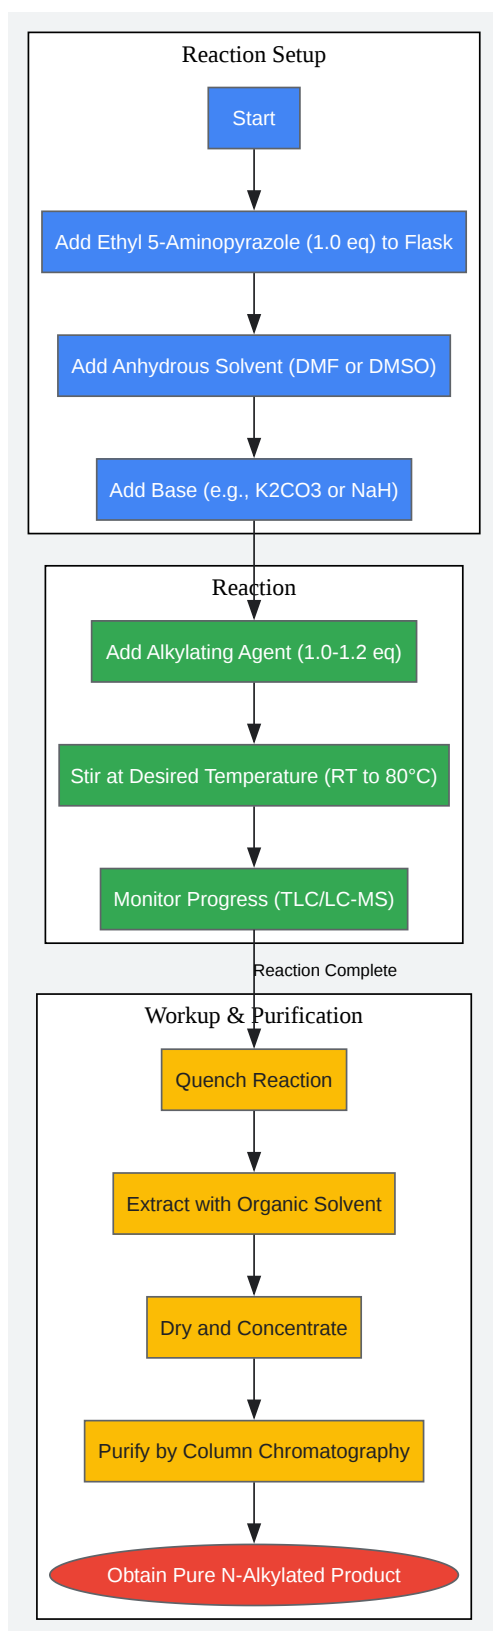 Reaction Setup
Start
Add Ethyl 5-Aminopyrazole (1.0 eq) to Flask
Add Anhydrous Solvent (DMF or DMSO)
Add Base (e.g., K2CO3 or NaH)
Reaction
Add Alkylating Agent (1.0-1.2 eq)
Stir at Desired Temperature (RT to 80°C)
Monitor Progress (TLC/LC-MS)
Reaction Complete
Workup & Purification
Quench Reaction
Extract with Organic Solvent
Dry and Concentrate
Purify by Column Chromatography
Obtain Pure N-Alkylated Product